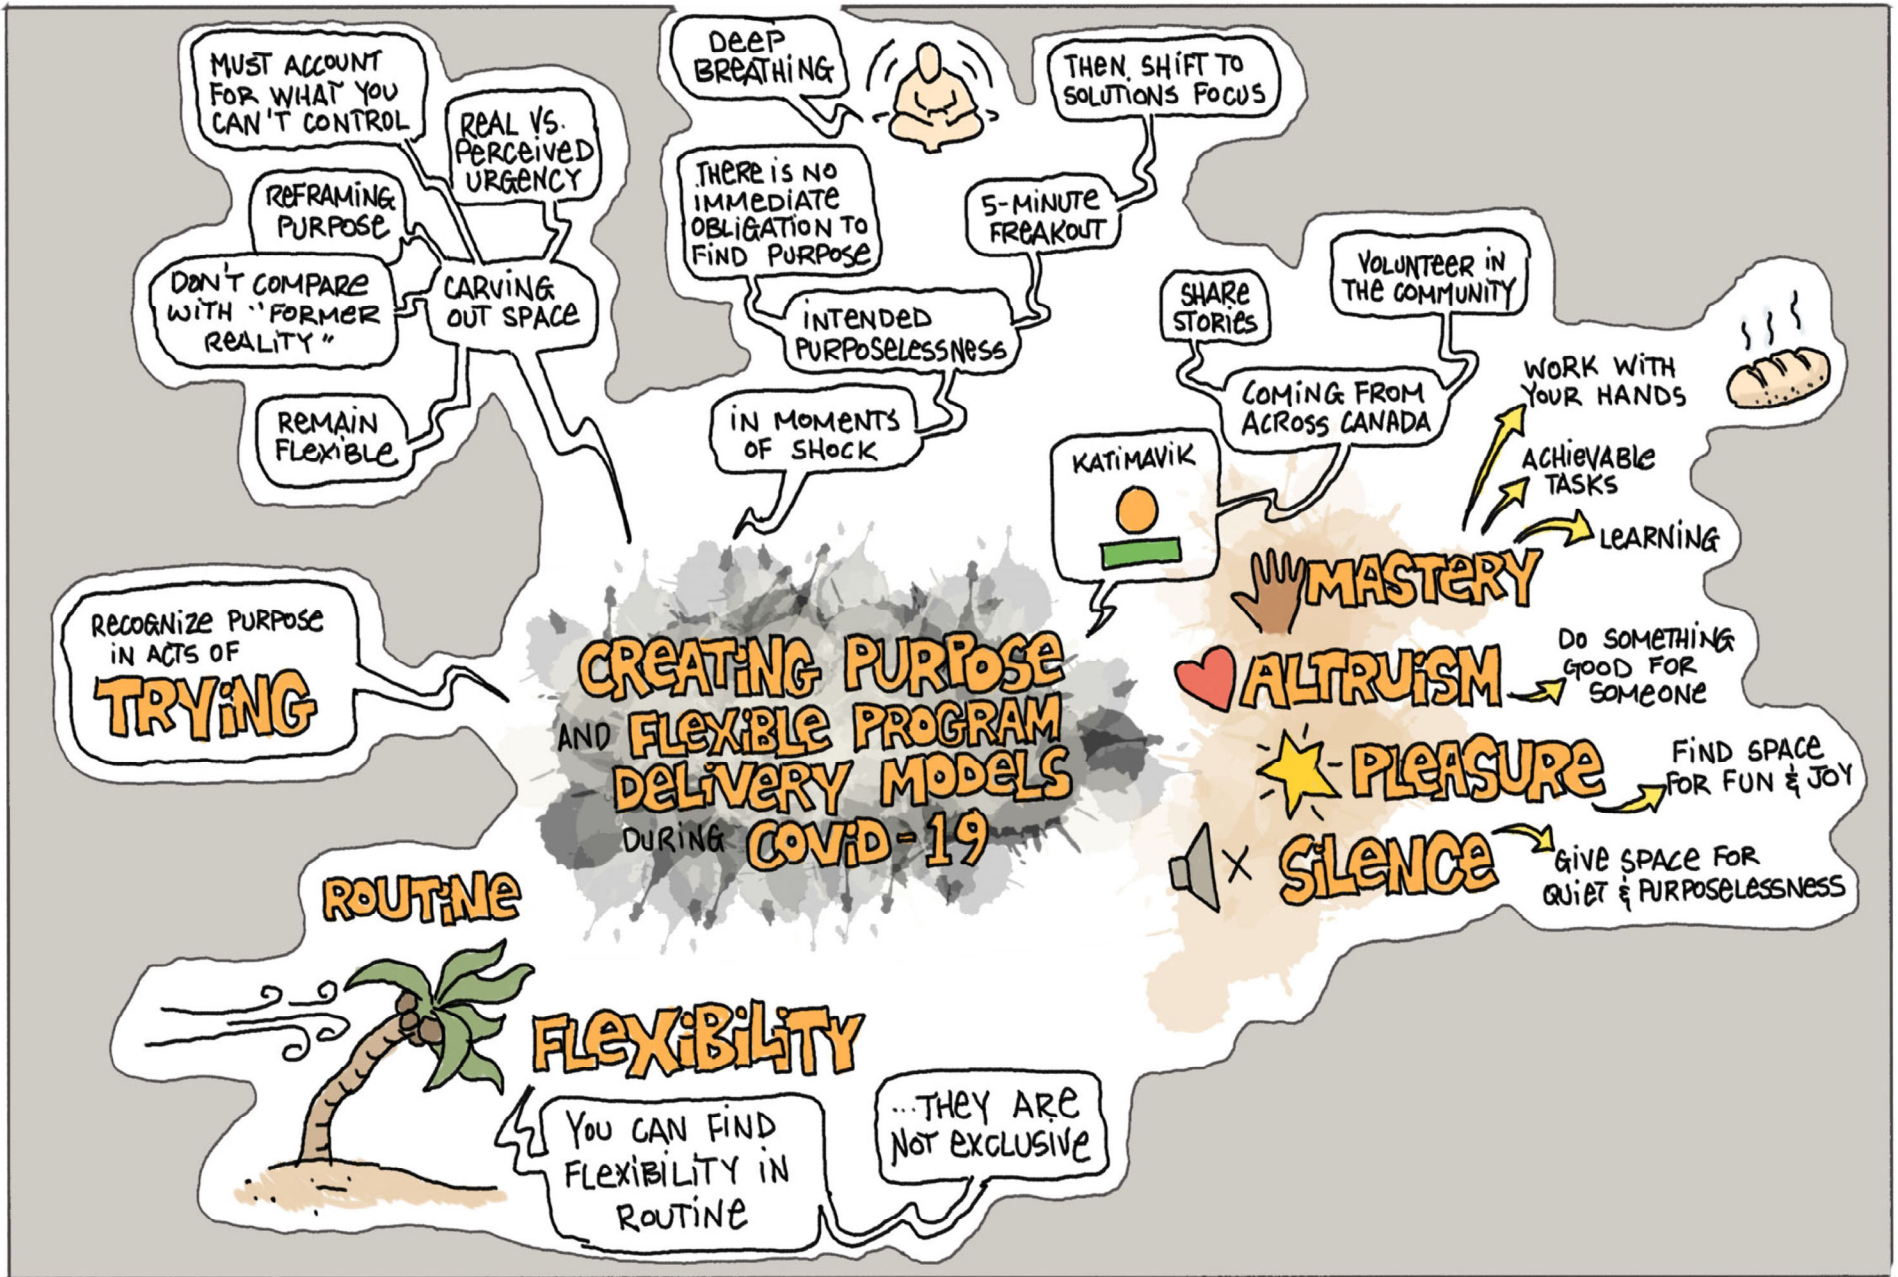 MUST ACCOUNT
FOR WHAT YOU
CAN'T CONTROL
REAL VS.
PERCEIVED
URGENCY
REFRAMING
PURPOSE
DON'T COMPARE
WITH "FORMER
REALITY"
CARVING
OUT SPACE
REMAIN
FLEXIBLE
DEEP
BREATHING
THEN, SHIFT TO
SOLUTIONS FOCUS
THERE IS NO
IMMEDIATE
OBLIGATION TO
FIND PURPOSE
5-MINUTE
FREAKOUT
INTENDED
PURPOSELESSNESS
IN MOMENTS
OF SHOCK
SHARE
STORIES
VOLUNTEER IN
THE COMMUNITY
COMING FROM
ACROSS CANADA
KATIMAVIK
WORK WITH
YOUR HANDS
ACHIEVABLE
TASKS
LEARNING
MASTERY
ALTRUISM
DO SOMETHING
GOOD FOR
SOMEONE
PLEASURE
FIND SPACE
FOR FUN & JOY
SILENCE
GIVE SPACE FOR
QUIET & PURPOSELESSNESS
RECOGNIZE PURPOSE
IN ACTS OF
TRYING
CREATING PURPOSE
AND FLEXIBLE PROGRAM
DELIVERY MODELS
DURING COVID-19
ROUTINE
FLEXIBILITY
YOU CAN FIND
FLEXIBILITY IN
ROUTINE
...THEY ARE
NOT EXCLUSIVE